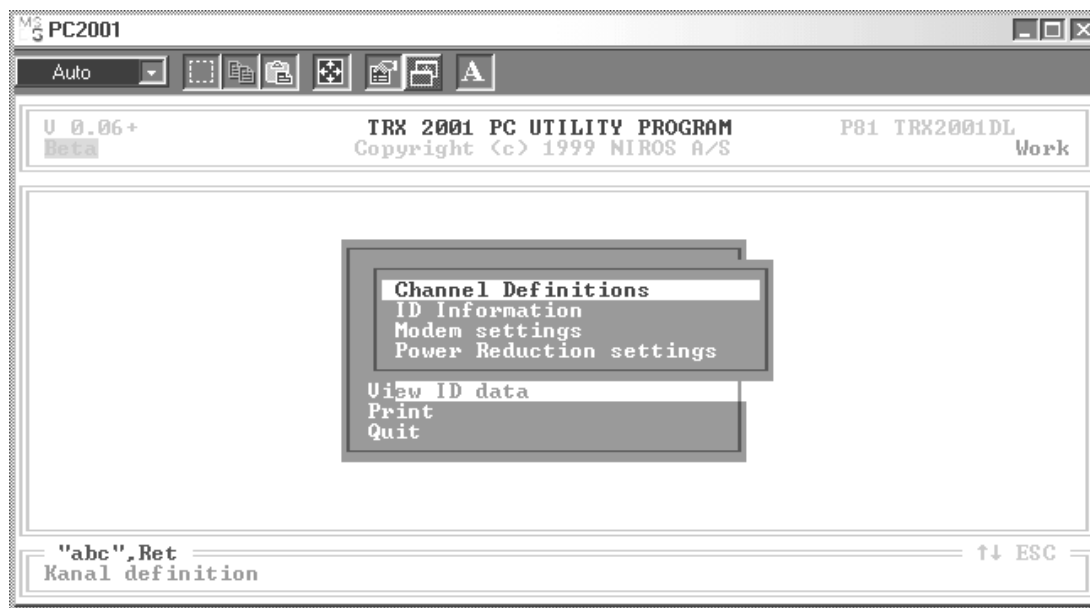 PC2001
Auto
A
V 0.06+ TRX 2001 PC UTILITY PROGRAM P81 TRX2001DL
Beta Copyright (c) 1999 NIROS A/S Work
Channel Definitions
ID Information
Modem settings
Power Reduction settings
View ID data
Print
Quit
"abc",Ret ↑↓ ESC
Kanal definition